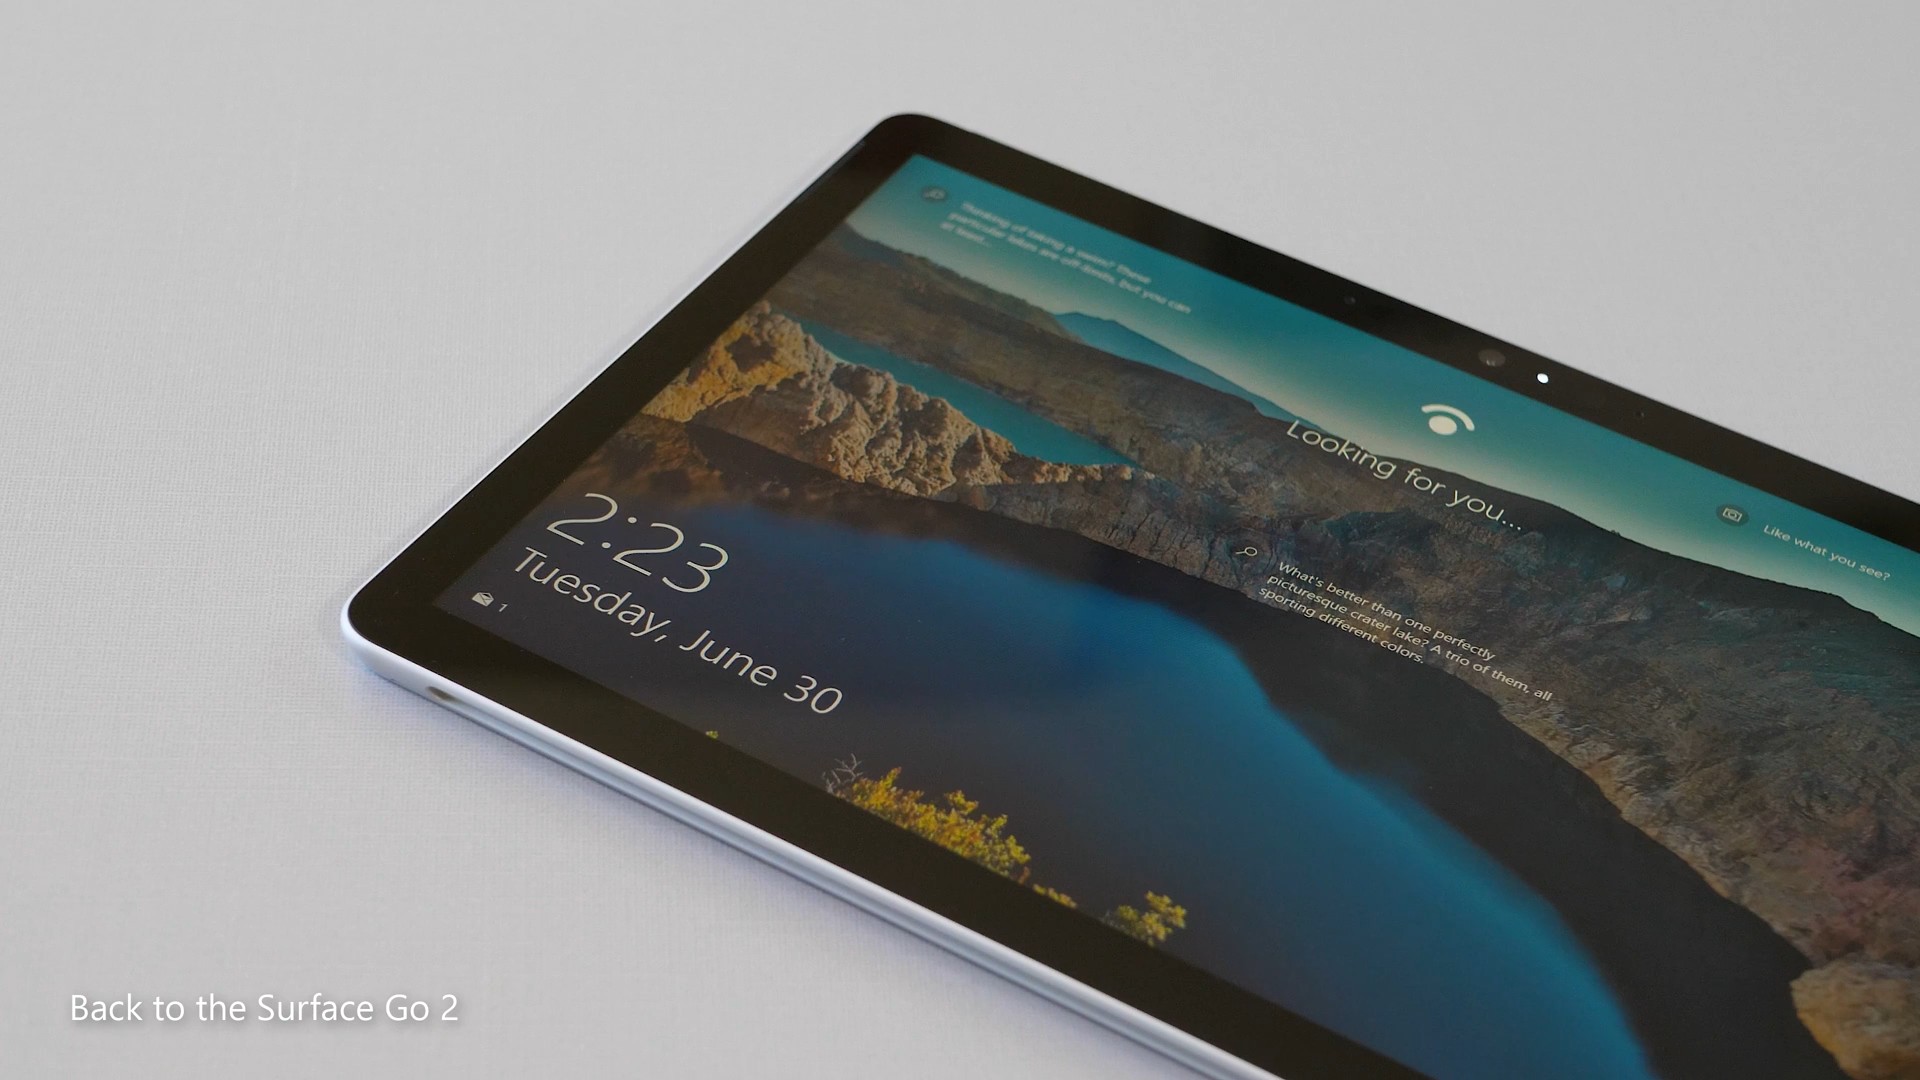 Thinking of taking a swim? These
particular lakes are off-limits, but you can
at least...
Looking for you...
Like what you see?
2:23
Tuesday, June 30
1
What's better than one perfectly
picturesque crater lake? A trio of them, all
sporting different colors.
Back to the Surface Go 2